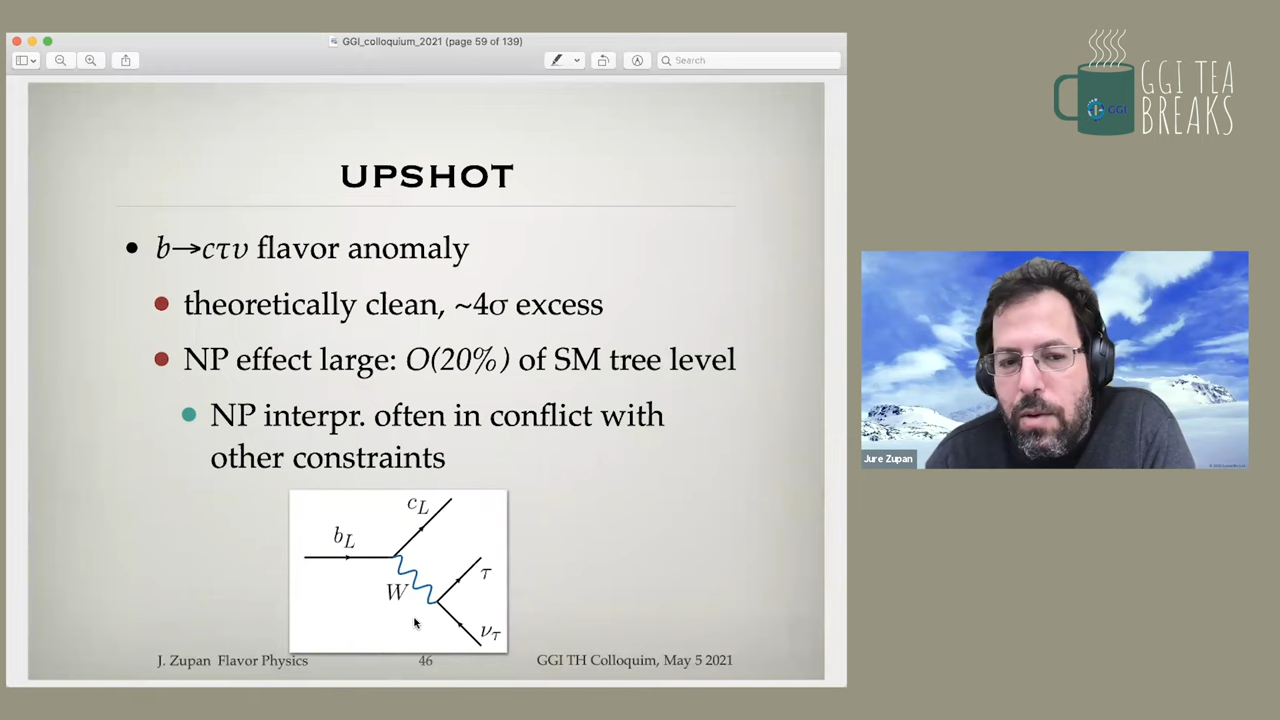 GGI_colloquium_2021 (page 59 of 139)
Search
GGI TEA
BREAKS
GGI
UPSHOT
• b→cτν flavor anomaly
• theoretically clean, ~4σ excess
• NP effect large: O(20%) of SM tree level
• NP interpr. often in conflict with
other constraints
c_L
b_L
W
τ
ν_τ
J. Zupan Flavor Physics
46
GGI TH Colloquim, May 5 2021
Jure Zupan